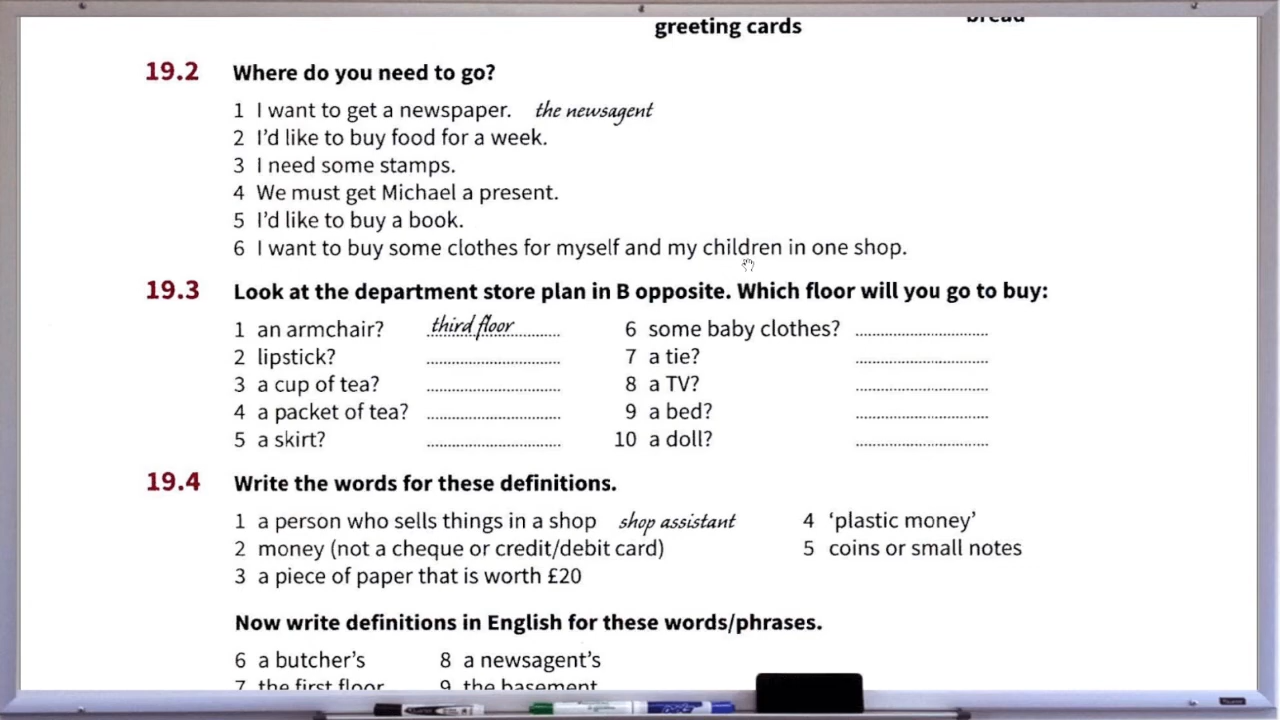 greeting cards
19.2 Where do you need to go?
1 I want to get a newspaper. the newsagent
2 I'd like to buy food for a week.
3 I need some stamps.
4 We must get Michael a present.
5 I'd like to buy a book.
6 I want to buy some clothes for myself and my children in one shop.
19.3 Look at the department store plan in B opposite. Which floor will you go to buy:
1 an armchair? third floor 6 some baby clothes?
2 lipstick? 7 a tie?
3 a cup of tea? 8 a TV?
4 a packet of tea? 9 a bed?
5 a skirt? 10 a doll?
19.4 Write the words for these definitions.
1 a person who sells things in a shop shop assistant 4 'plastic money'
2 money (not a cheque or credit/debit card) 5 coins or small notes
3 a piece of paper that is worth £20
Now write definitions in English for these words/phrases.
6 a butcher's 8 a newsagent's
7 the first floor 9 the basement